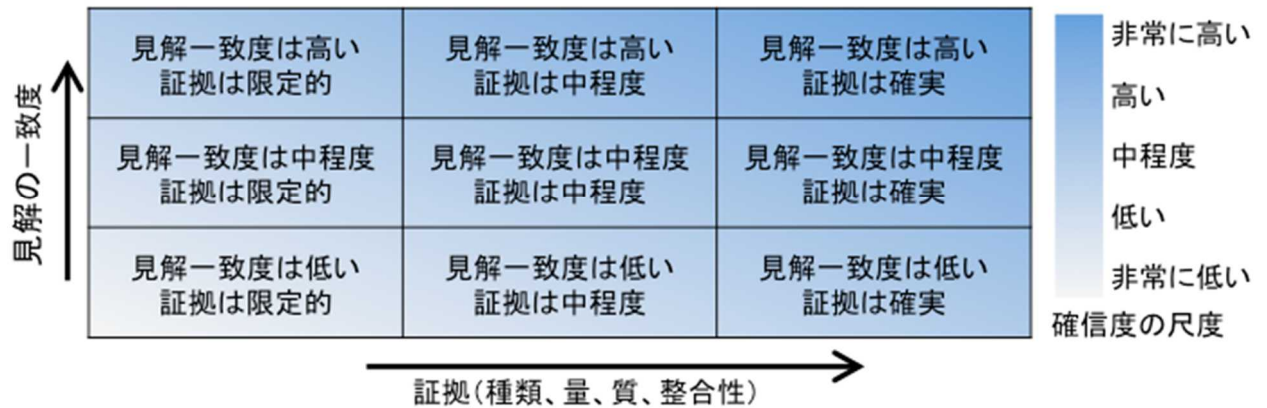 見解の一致度
見解一致度は高い
証拠は限定的
見解一致度は高い
証拠は中程度
見解一致度は高い
証拠は確実
見解一致度は中程度
証拠は限定的
見解一致度は中程度
証拠は中程度
見解一致度は中程度
証拠は確実
見解一致度は低い
証拠は限定的
見解一致度は低い
証拠は中程度
見解一致度は低い
証拠は確実
証拠(種類、量、質、整合性)
非常に高い
高い
中程度
低い
非常に低い
確信度の尺度